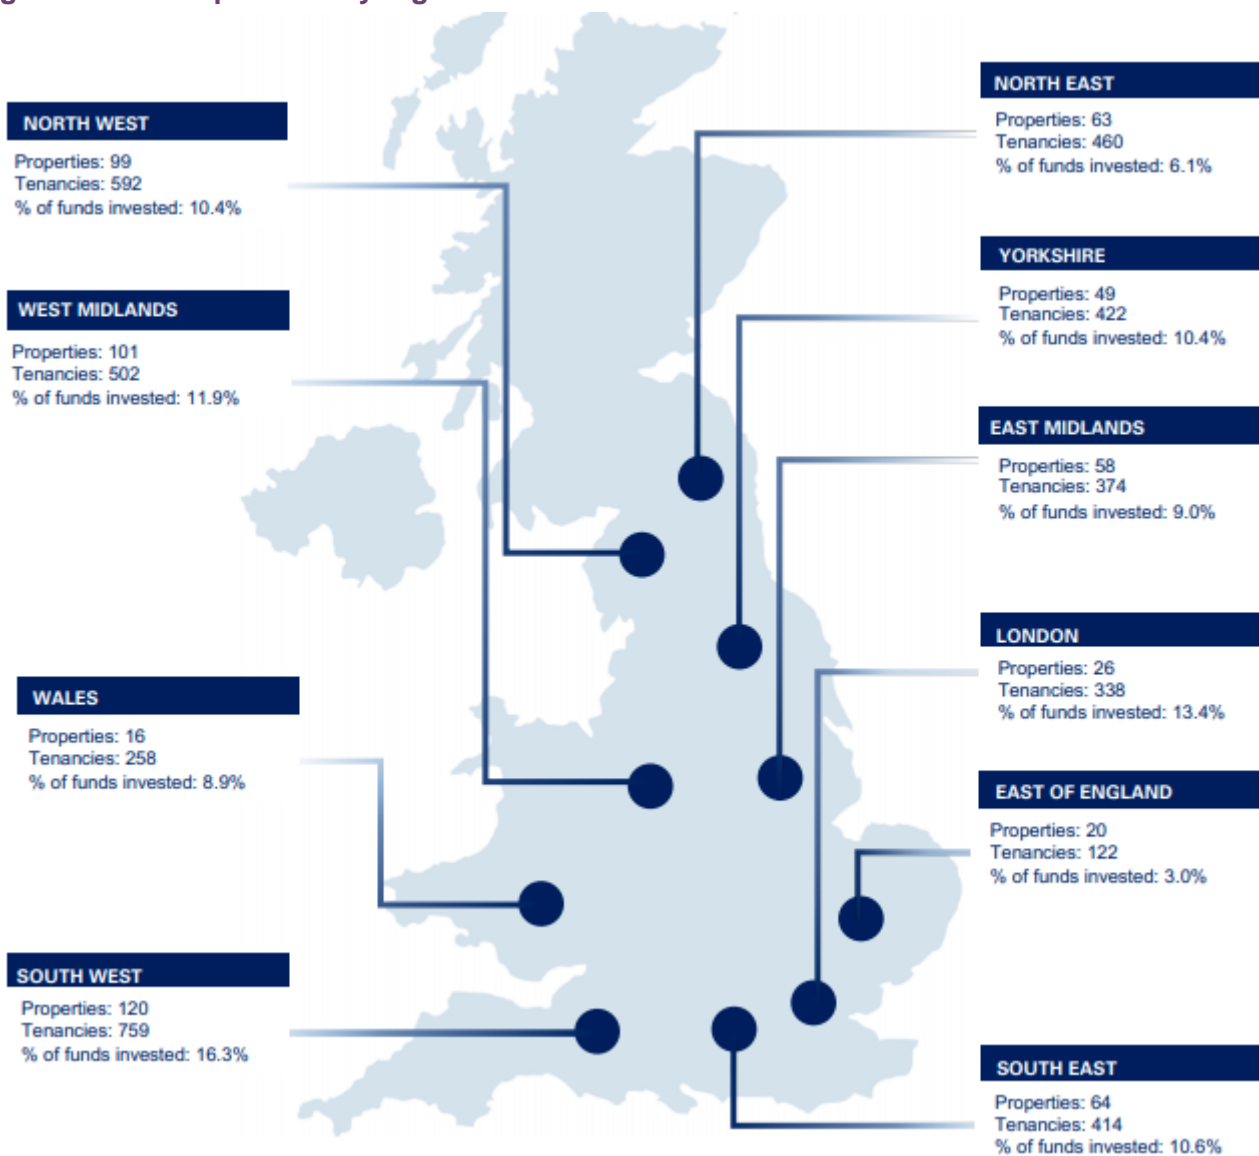 NORTH WEST
Properties: 99
Tenancies: 592
% of funds invested: 10.4%
WEST MIDLANDS
Properties: 101
Tenancies: 502
% of funds invested: 11.9%
WALES
Properties: 16
Tenancies: 258
% of funds invested: 8.9%
SOUTH WEST
Properties: 120
Tenancies: 759
% of funds invested: 16.3%
NORTH EAST
Properties: 63
Tenancies: 460
% of funds invested: 6.1%
YORKSHIRE
Properties: 49
Tenancies: 422
% of funds invested: 10.4%
EAST MIDLANDS
Properties: 58
Tenancies: 374
% of funds invested: 9.0%
LONDON
Properties: 26
Tenancies: 338
% of funds invested: 13.4%
EAST OF ENGLAND
Properties: 20
Tenancies: 122
% of funds invested: 3.0%
SOUTH EAST
Properties: 64
Tenancies: 414
% of funds invested: 10.6%